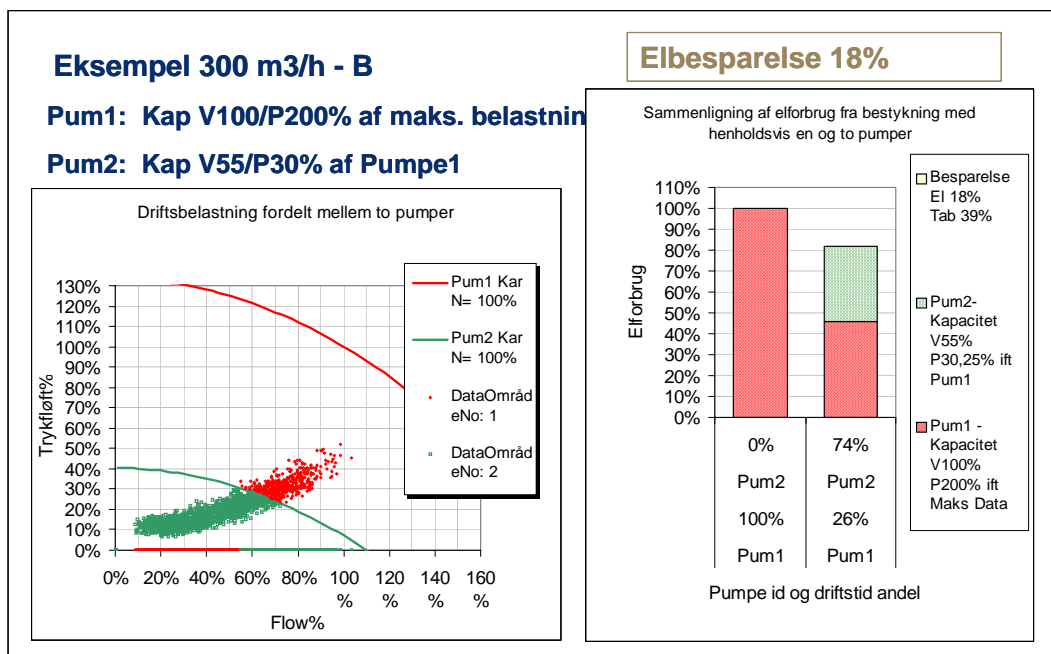 Eksempel 300 m3/h - B
Pum1: Kap V100/P200% af maks. belastnin
Pum2: Kap V55/P30% af Pumpe1
Elbesparelse 18%
Driftsbelastning fordelt mellem to pumper
130%
120%
110%
100%
90%
80%
70%
60%
50%
40%
30%
20%
10%
0%
Trykfløft%
0% 20% 40% 60% 80% 100 % 120 % 140 % 160 %
Flow%
Pum1 Kar
N= 100%
Pum2 Kar
N= 100%
DataOmråd
eNo: 1
DataOmråd
eNo: 2
Sammenligning af elforbrug fra bestykning med
henholdsvis en og to pumper
110%
100%
90%
80%
70%
60%
50%
40%
30%
20%
10%
0%
Elforbrug
0% 74%
Pum2 Pum2
100% 26%
Pum1 Pum1
Pumpe id og driftstid andel
Besparelse
El 18%
Tab 39%
Pum2-
Kapacitet
V55%
P30,25% ift
Pum1
Pum1 -
Kapacitet
V100%
P200% ift
Maks Data